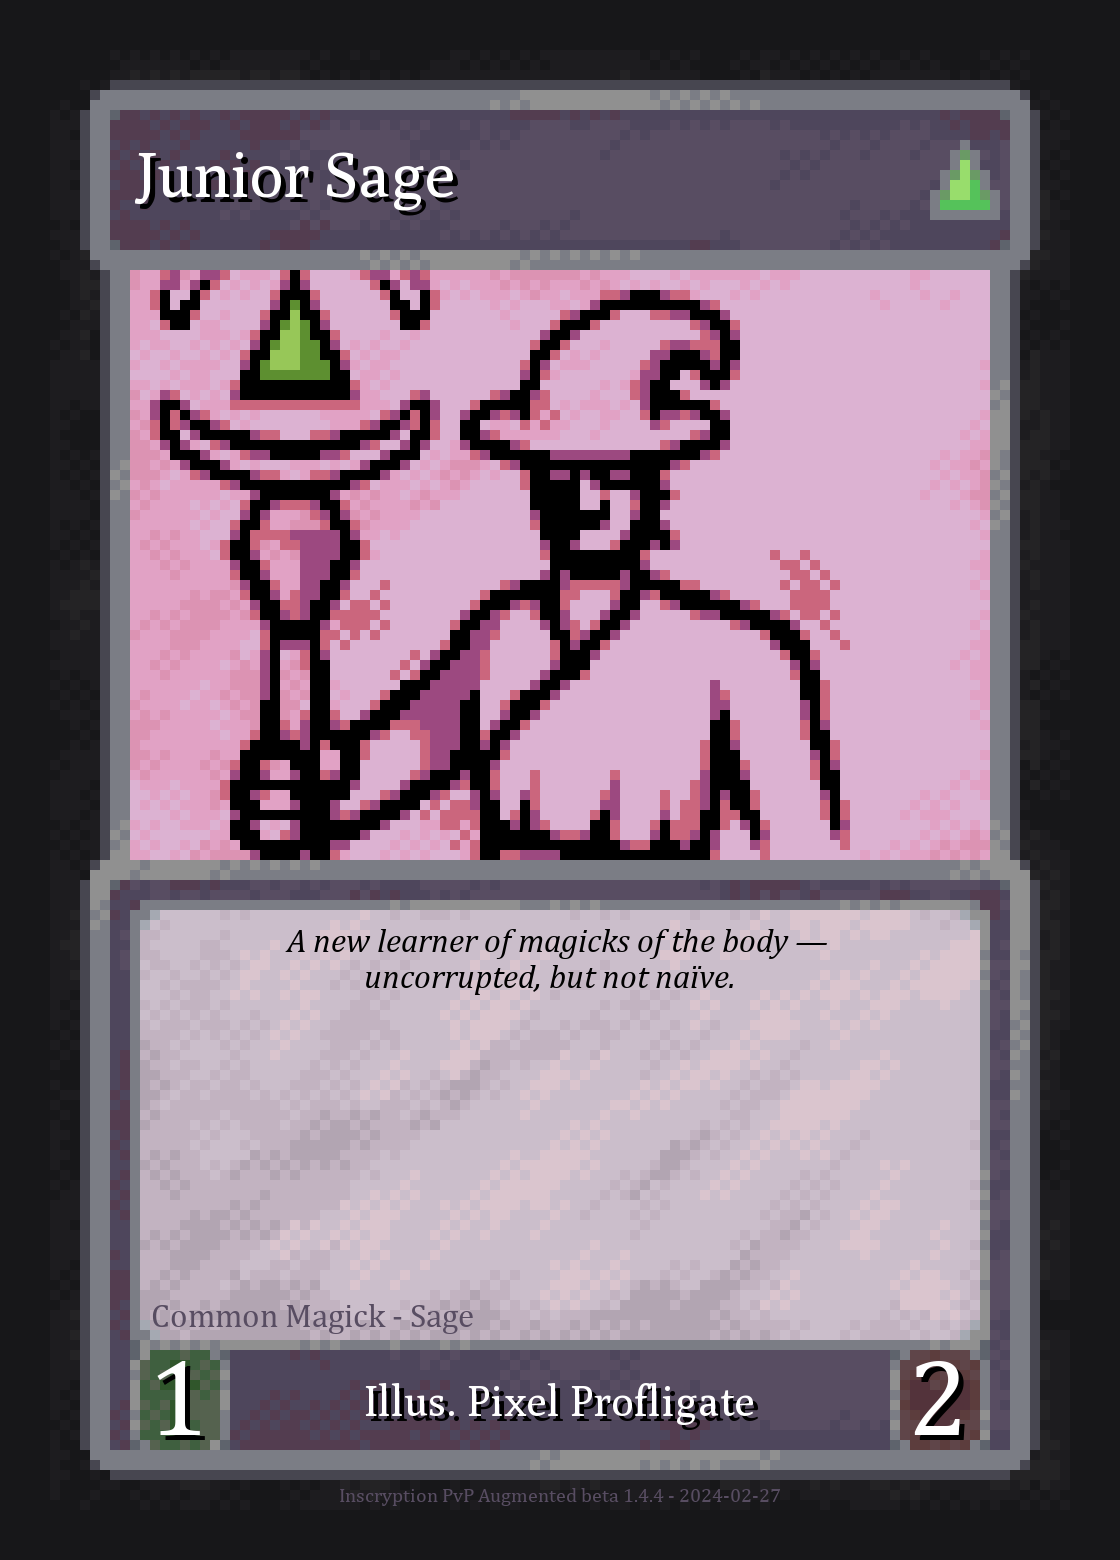 Junior Sage
A new learner of magicks of the body —
uncorrupted, but not naïve.
Common Magick - Sage
1
Illus. Pixel Profligate
2
Inscryption PvP Augmented beta 1.4.4 - 2024-02-27